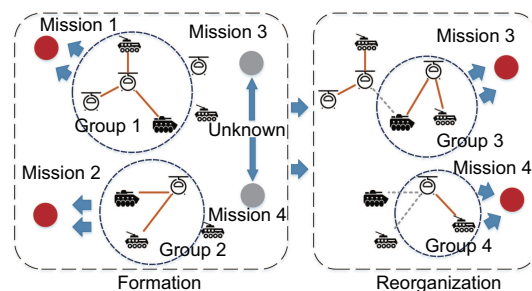 Mission 1
Mission 3
Group 1
Unknown
Mission 2
Mission 4
Group 2
Formation
Mission 3
Group 3
Mission 4
Group 4
Reorganization